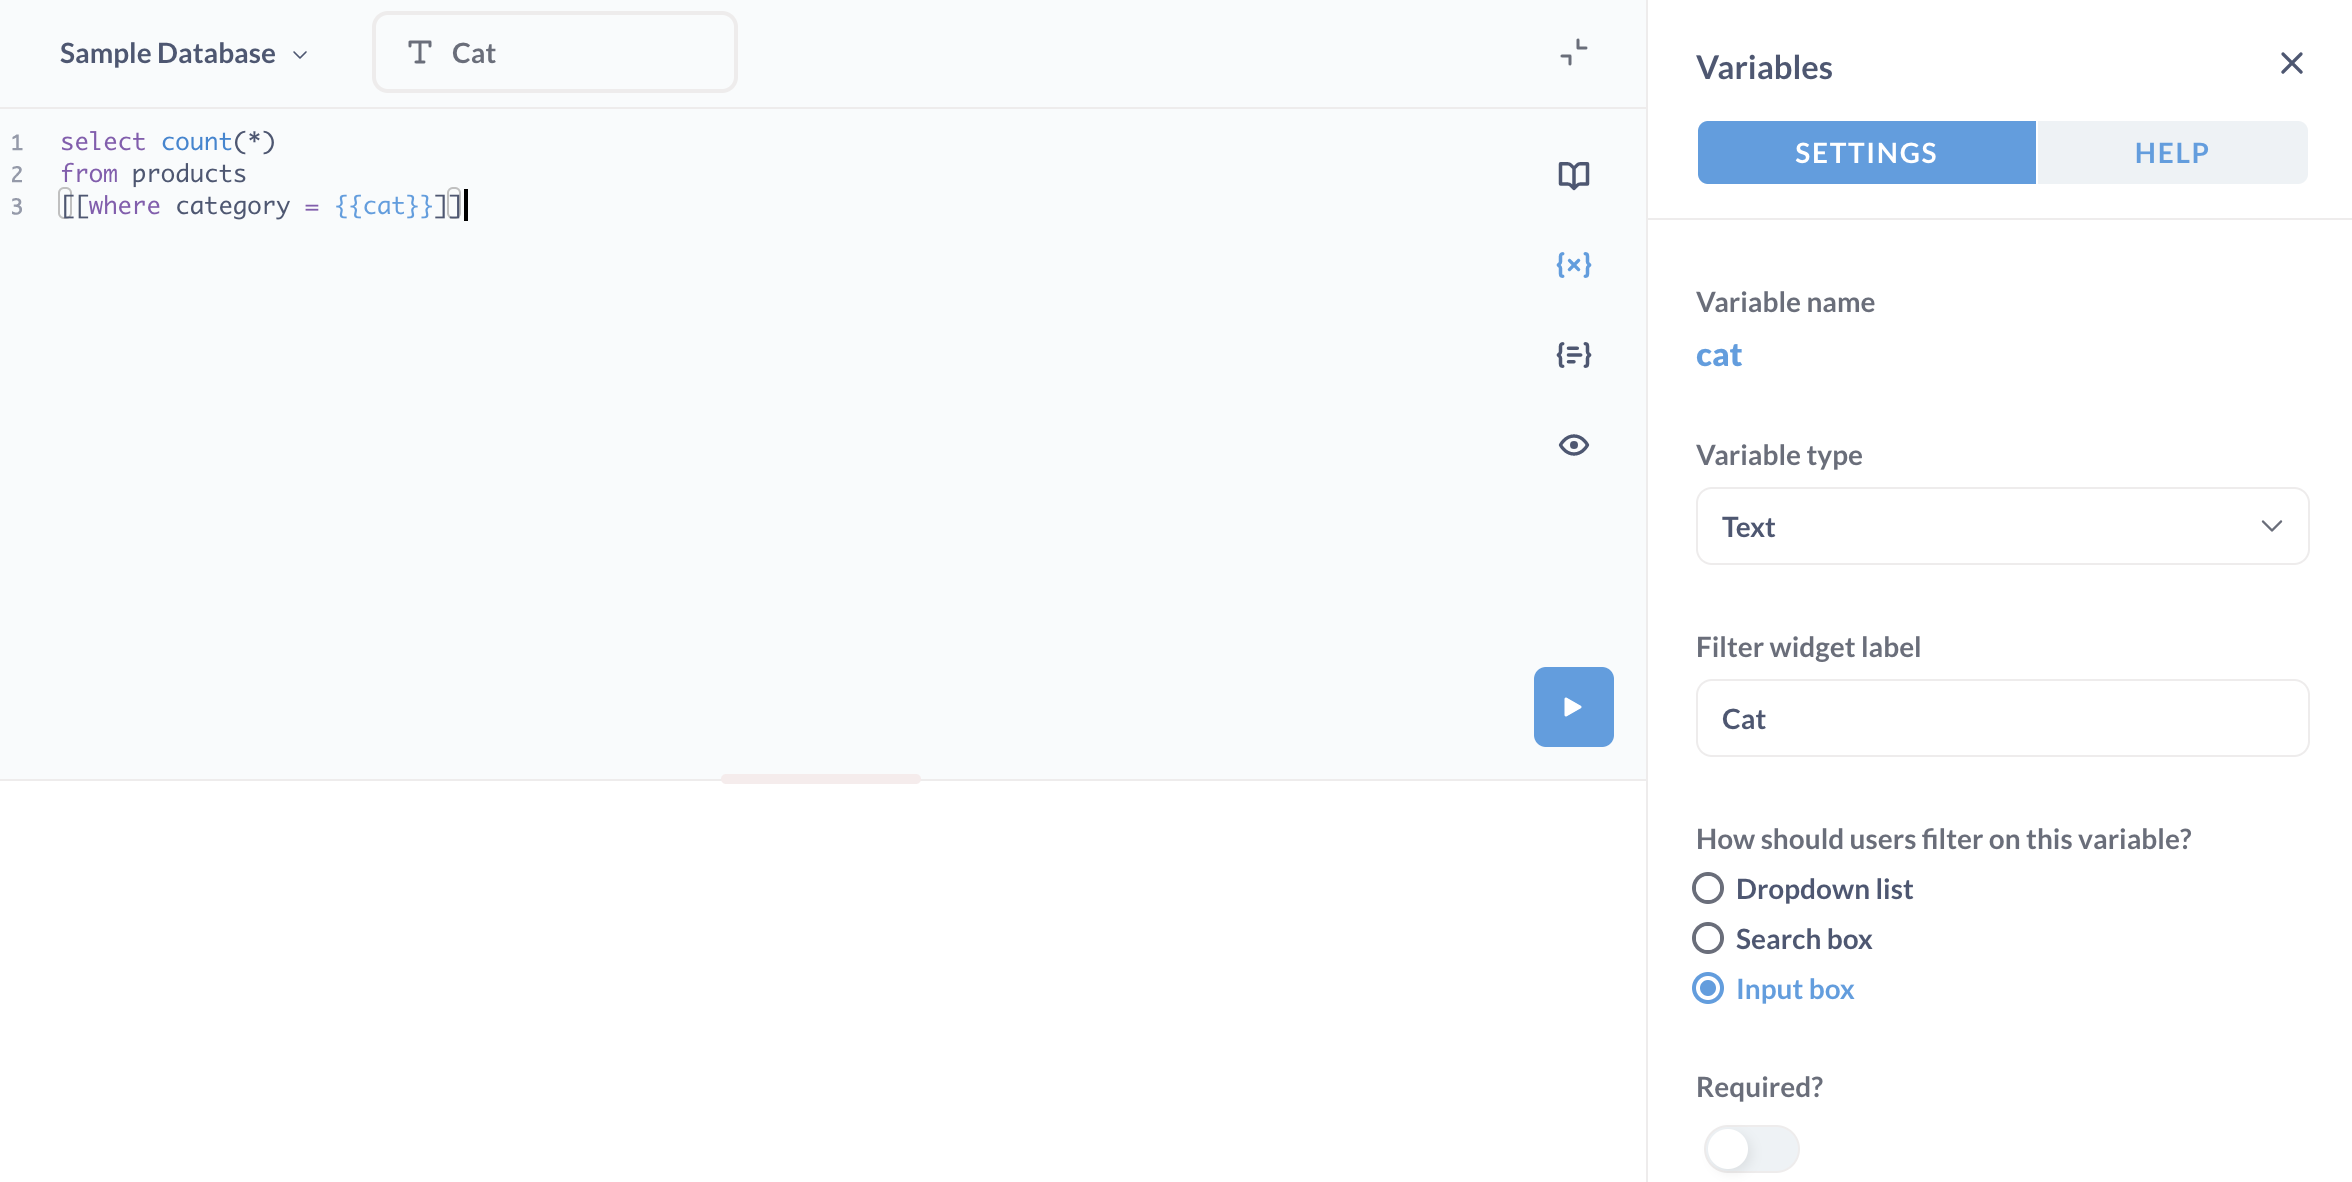 Sample Database
Cat
1 select count(*)
2 from products
3 [[where category = {{cat}}]]
Variables
SETTINGS
HELP
Variable name
cat
Variable type
Text
Filter widget label
Cat
How should users filter on this variable?
Dropdown list
Search box
Input box
Required?